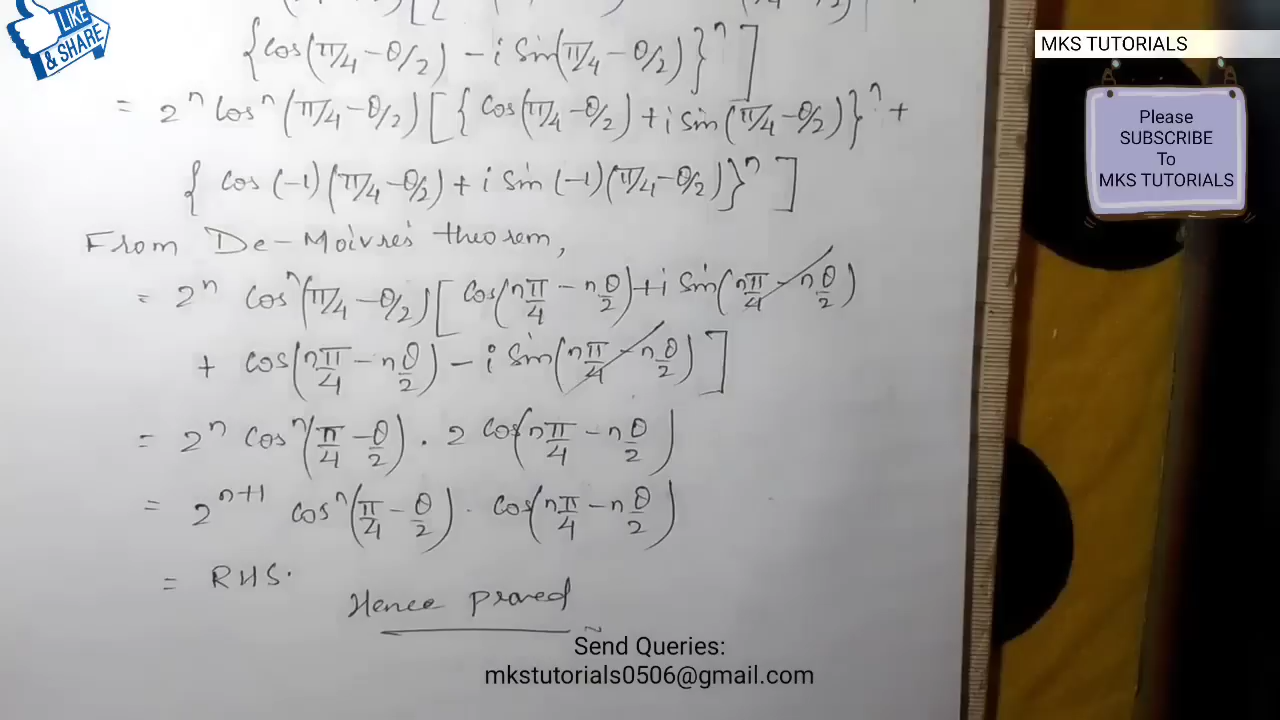 LIKE
& SHARE
{cos(π/4 - θ/2) - i sin(π/4 - θ/2)}ⁿ]
= 2ⁿ cosⁿ(π/4 - θ/2)[{cos(π/4 - θ/2) + i sin(π/4 - θ/2)}ⁿ +
{cos(-1)(π/4 - θ/2) + i sin(-1)(π/4 - θ/2)}ⁿ]
From De-Moivre's theorem,
= 2ⁿ cosⁿ(π/4 - θ/2)[cos(nπ/4 - nθ/2) + i sin(nπ/4 - nθ/2)
+ cos(nπ/4 - nθ/2) - i sin(nπ/4 - nθ/2)]
= 2ⁿ cosⁿ(π/4 - θ/2) . 2 cos(nπ/4 - nθ/2)
= 2ⁿ⁺¹ cosⁿ(π/4 - θ/2) . cos(nπ/4 - nθ/2)
= RHS.
Hence proved
Send Queries:
mkstutorials0506@gmail.com
MKS TUTORIALS
Please
SUBSCRIBE
To
MKS TUTORIALS